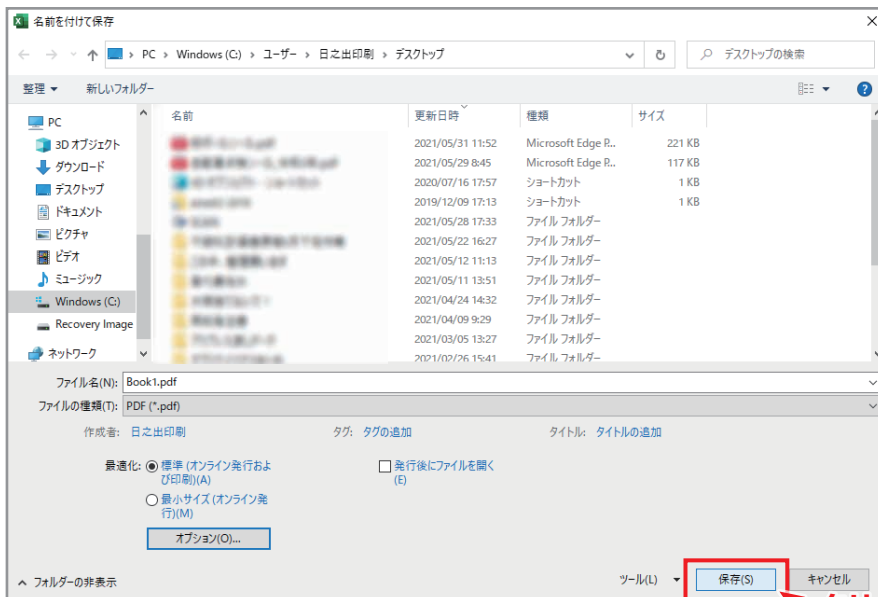 名前を付けて保存
PC › Windows (C:) › ユーザー › 日之出印刷 › デスクトップ
デスクトップの検索
整理 新しいフォルダー
名前 更新日時 種類 サイズ
PC
3D オブジェクト
ダウンロード
デスクトップ
ドキュメント
ピクチャ
ビデオ
ミュージック
Windows (C:)
Recovery Image
ネットワーク
2021/05/31 11:52 Microsoft Edge P... 221 KB
2021/05/29 8:45 Microsoft Edge P... 117 KB
2020/07/16 17:57 ショートカット 1 KB
2019/12/09 17:13 ショートカット 1 KB
2021/05/28 17:33 ファイル フォルダー
2021/05/22 16:27 ファイル フォルダー
2021/05/12 11:13 ファイル フォルダー
2021/05/11 13:51 ファイル フォルダー
2021/04/24 14:32 ファイル フォルダー
2021/04/09 9:29 ファイル フォルダー
2021/03/05 13:27 ファイル フォルダー
2021/02/26 15:41 ファイル フォルダー
ファイル名(N): Book1.pdf
ファイルの種類(T): PDF (*.pdf)
作成者: 日之出印刷 タグ: タグの追加 タイトル: タイトルの追加
最適化: 標準 (オンライン発行およ
び印刷)(A)
最小サイズ (オンライン発
行)(M)
発行後にファイルを開く
(E)
オプション(O)...
フォルダーの非表示
ツール(L) 保存(S) キャンセル